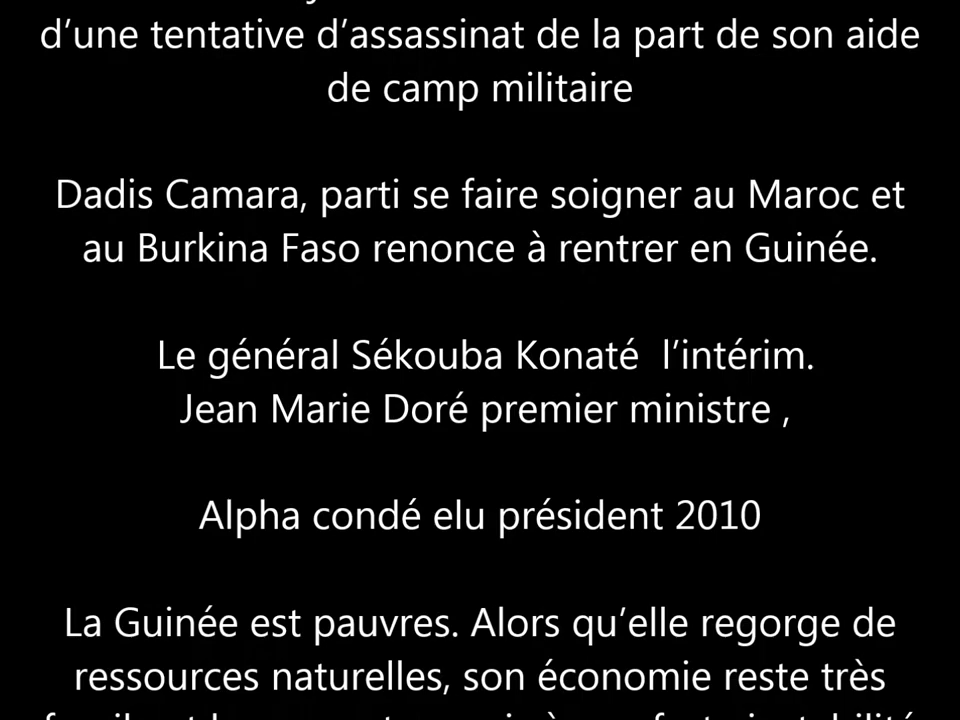 d’une tentative d’assassinat de la part de son aide
de camp militaire
Dadis Camara, parti se faire soigner au Maroc et
au Burkina Faso renonce à rentrer en Guinée.
Le général Sékouba Konaté  l’intérim.
Jean Marie Doré premier ministre ,
Alpha condé elu président 2010
La Guinée est pauvres. Alors qu’elle regorge de
ressources naturelles, son économie reste très